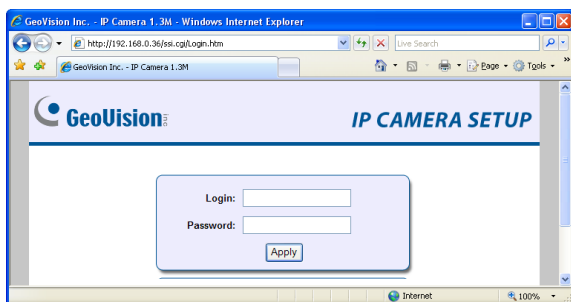 GeoVision Inc. - IP Camera 1.3M - Windows Internet Explorer
http://192.168.0.36/ssi.cgi/Login.htm
Live Search
GeoVision Inc. - IP Camera 1.3M
Page
Tools
GeoVision Inc
IP CAMERA SETUP
Login:
Password:
Apply
Internet
100%